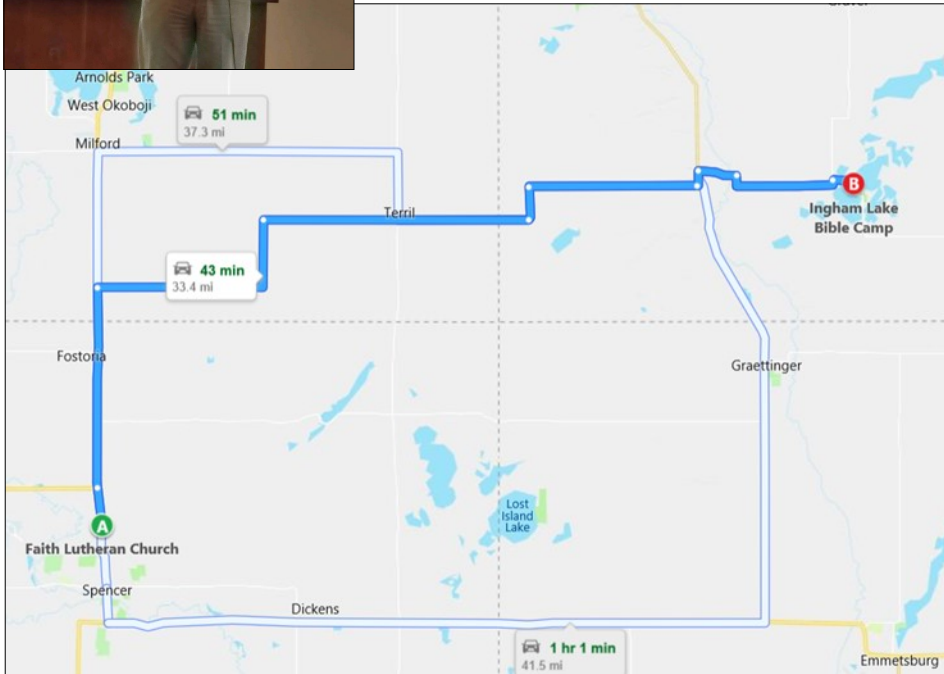 Arnolds Park
West Okoboji
51 min
37.3 mi
Milford
B
Ingham Lake
Bible Camp
Terril
43 min
33.4 mi
Fostoria
Graettinger
Lost
Island
Lake
A
Faith Lutheran Church
Spencer
Dickens
1 hr 1 min
41.5 mi
Emmetsburg